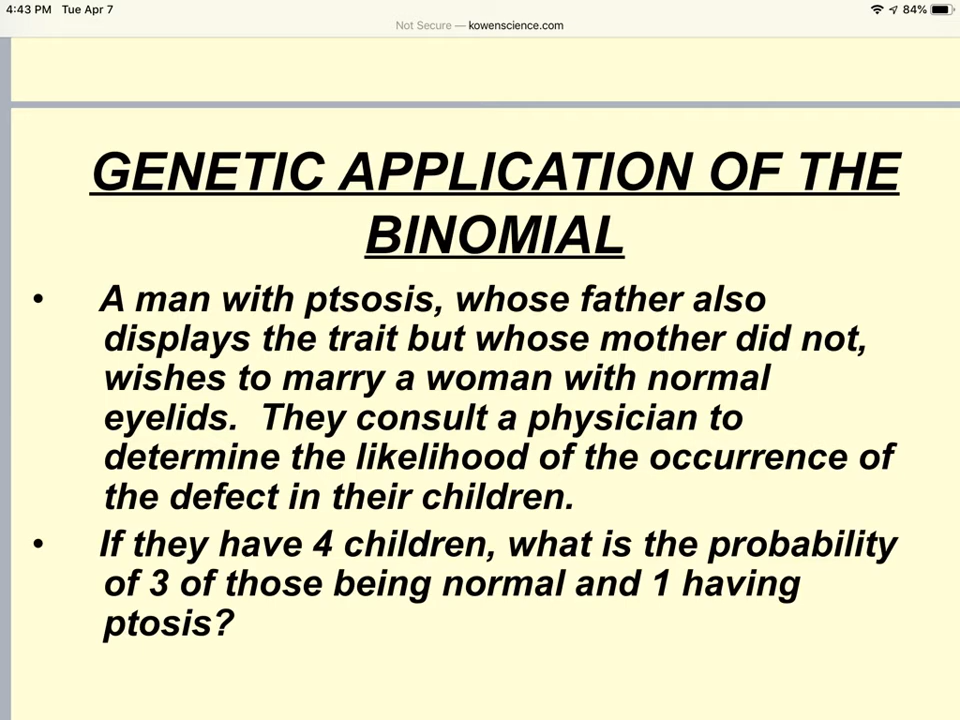 4:43 PM Tue Apr 7
84%
Not Secure — kowenscience.com
GENETIC APPLICATION OF THE
BINOMIAL
• A man with ptsosis, whose father also
displays the trait but whose mother did not,
wishes to marry a woman with normal
eyelids. They consult a physician to
determine the likelihood of the occurrence of
the defect in their children.
• If they have 4 children, what is the probability
of 3 of those being normal and 1 having
ptosis?